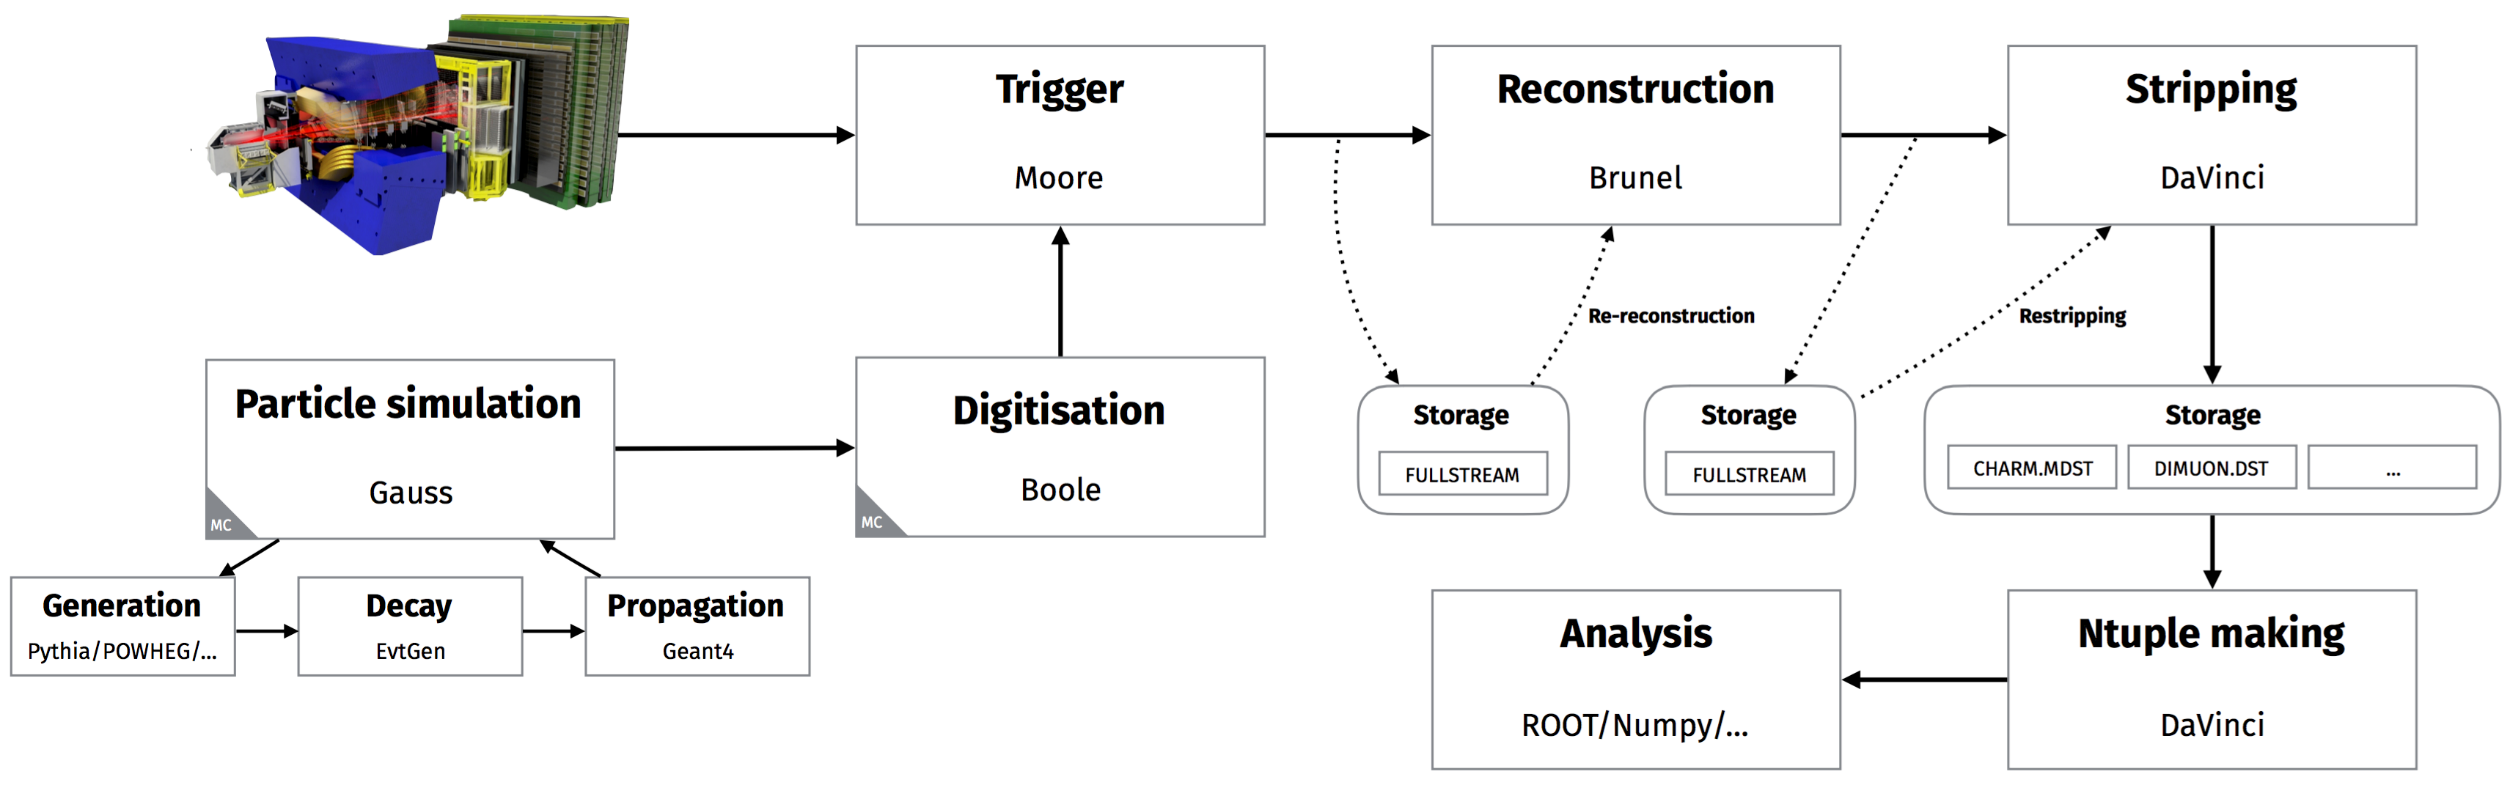 Trigger
Moore
Reconstruction
Brunel
Stripping
DaVinci
Re-reconstruction
Restripping
Particle simulation
Gauss
MC
Digitisation
Boole
MC
Storage
FULLSTREAM
Storage
FULLSTREAM
Storage
CHARM.MDST
DIMUON.DST
...
Generation
Pythia/POWHEG/...
Decay
EvtGen
Propagation
Geant4
Analysis
ROOT/Numpy/...
Ntuple making
DaVinci